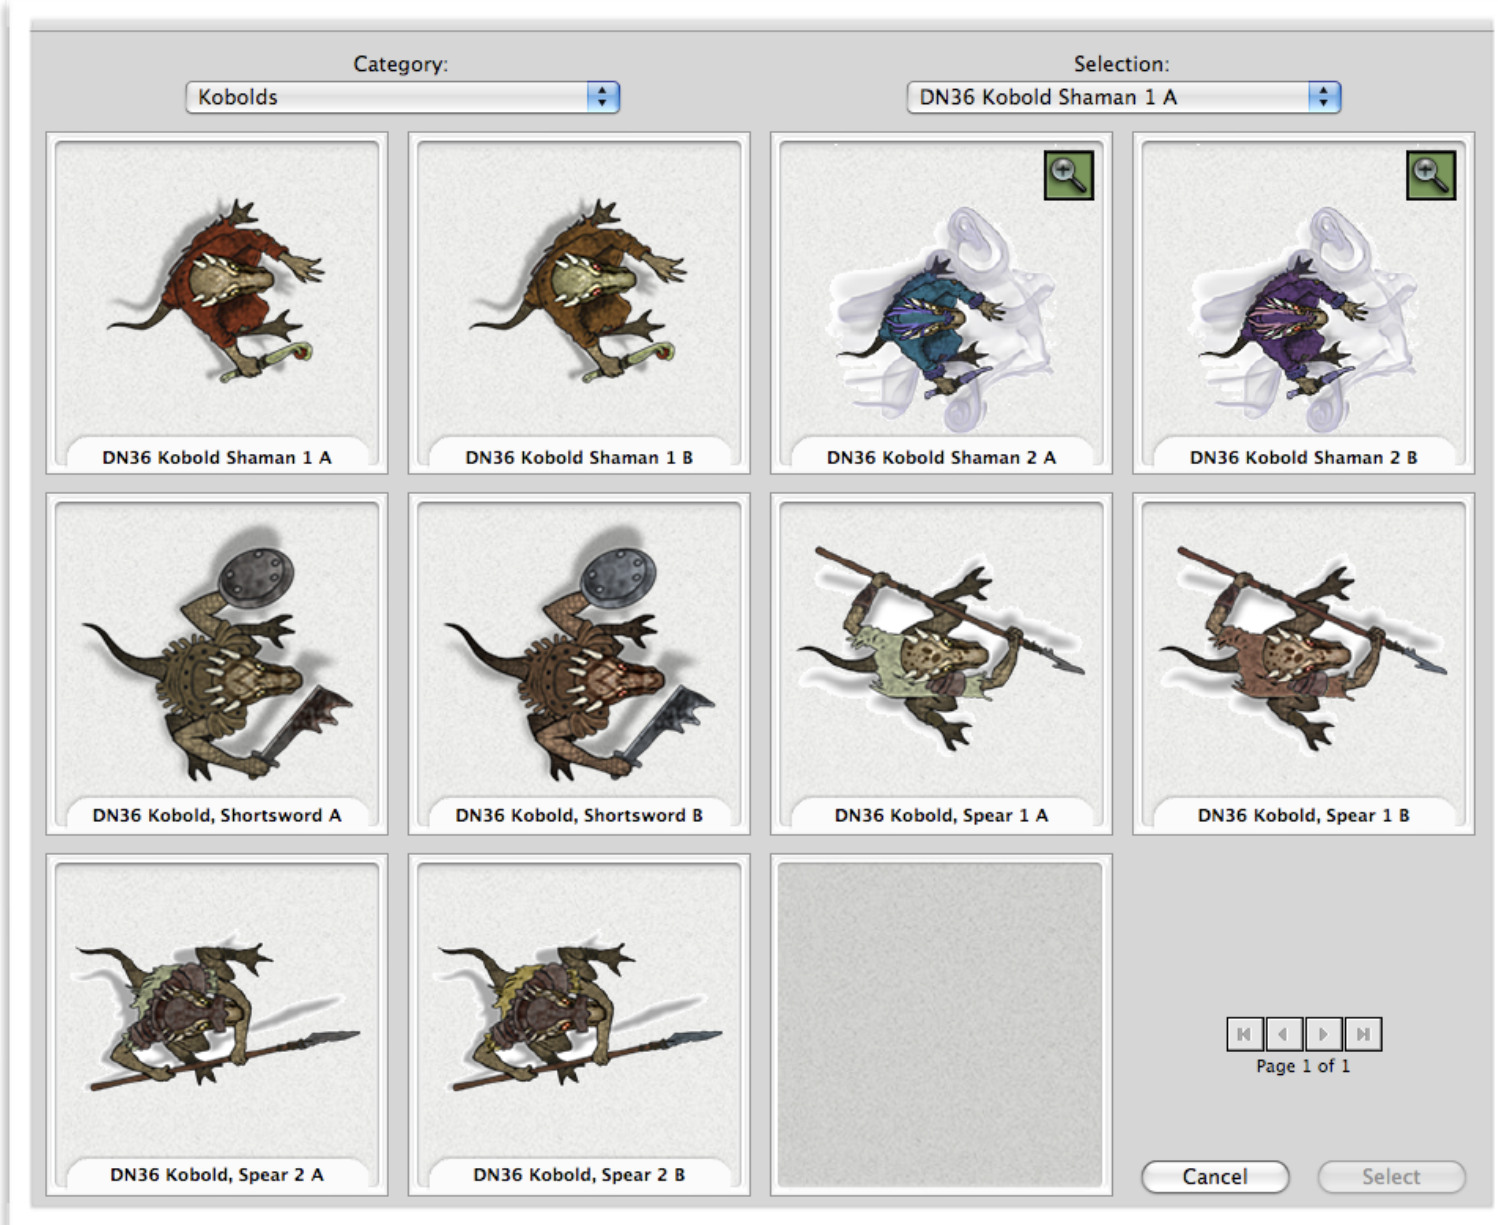 Category:
Selection:
Kobolds
DN36 Kobold Shaman 1 A
DN36 Kobold Shaman 1 A
DN36 Kobold Shaman 1 B
DN36 Kobold Shaman 2 A
DN36 Kobold Shaman 2 B
DN36 Kobold, Shortsword A
DN36 Kobold, Shortsword B
DN36 Kobold, Spear 1 A
DN36 Kobold, Spear 1 B
DN36 Kobold, Spear 2 A
DN36 Kobold, Spear 2 B
Page 1 of 1
Cancel
Select